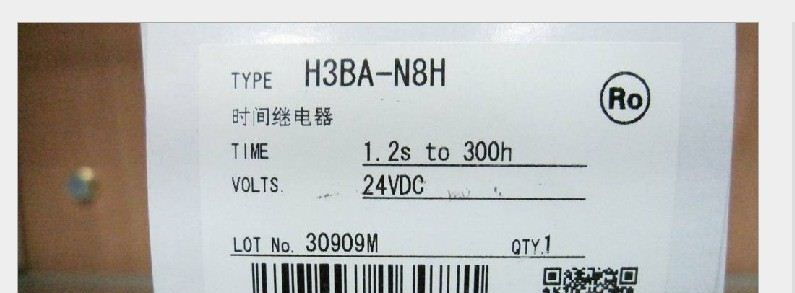 TYPE H3BA-N8H
Ro
时间继电器
TIME 1.2s to 300h
VOLTS. 24VDC
LOT No. 30909M QTY.1